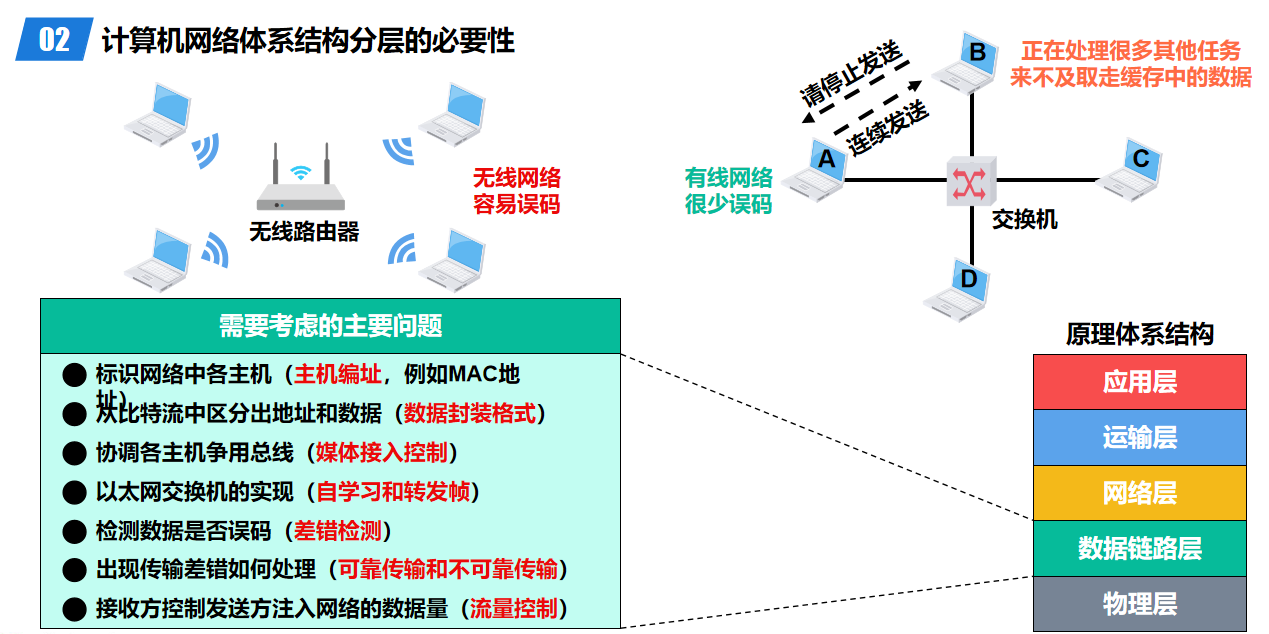 02 计算机网络体系结构分层的必要性
无线网络
容易误码
无线路由器
请停止发送
连续发送
正在处理很多其他任务
来不及取走缓存中的数据
有线网络
很少误码
A
B
C
D
交换机
需要考虑的主要问题
标识网络中各主机（主机编址，例如MAC地
址）
从比特流中区分出地址和数据（数据封装格式）
协调各主机争用总线（媒体接入控制）
以太网交换机的实现（自学习和转发帧）
检测数据是否误码（差错检测）
出现传输差错如何处理（可靠传输和不可靠传输）
接收方控制发送方注入网络的数据量（流量控制）
原理体系结构
应用层
运输层
网络层
数据链路层
物理层